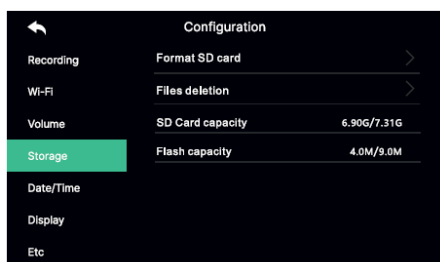 Configuration
Recording
Format SD card
Wi-Fi
Files deletion
Volume
SD Card capacity 6.90G/7.31G
Storage
Flash capacity 4.0M/9.0M
Date/Time
Display
Etc